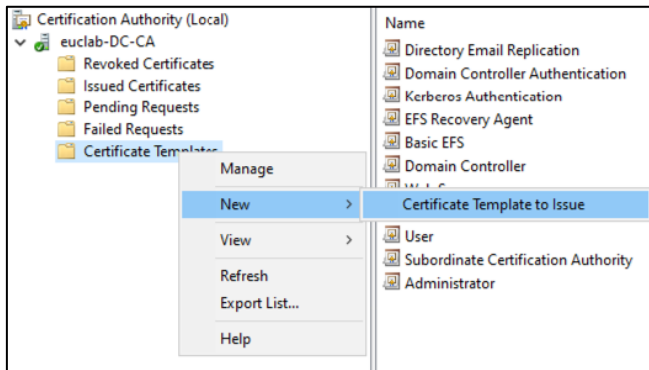 Certification Authority (Local)
euclab-DC-CA
Revoked Certificates
Issued Certificates
Pending Requests
Failed Requests
Certificate Templates
Manage
New
View
Refresh
Export List...
Help
Certificate Template to Issue
Name
Directory Email Replication
Domain Controller Authentication
Kerberos Authentication
EFS Recovery Agent
Basic EFS
Domain Controller
User
Subordinate Certification Authority
Administrator